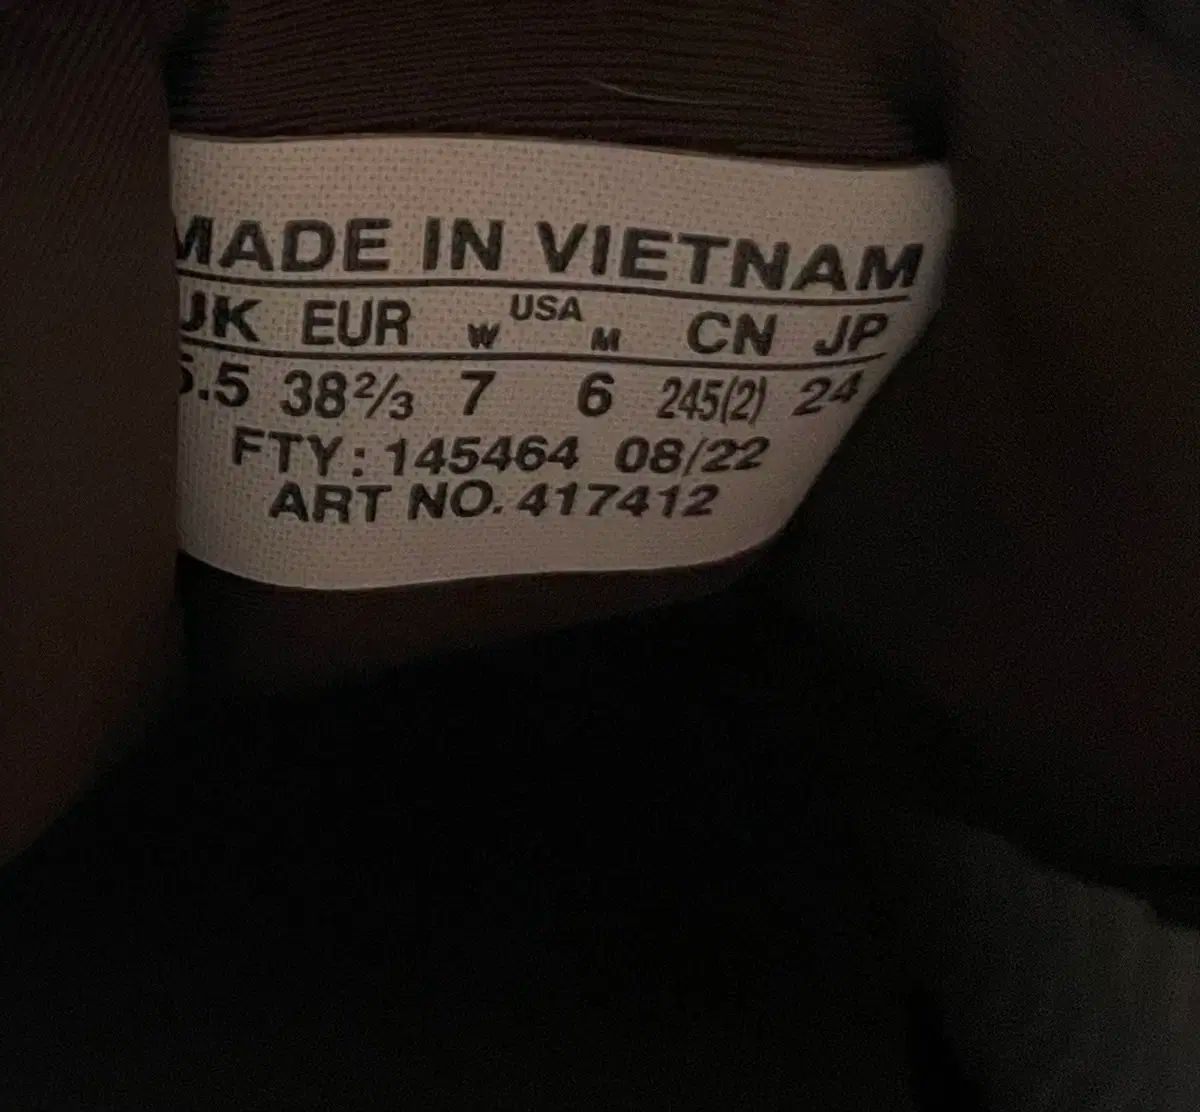 MADE IN VIETNAM
UK EUR W USA M CN JP
5.5 38⅔ 7 6 245(2) 24
FTY: 145464 08/22
ART NO. 417412